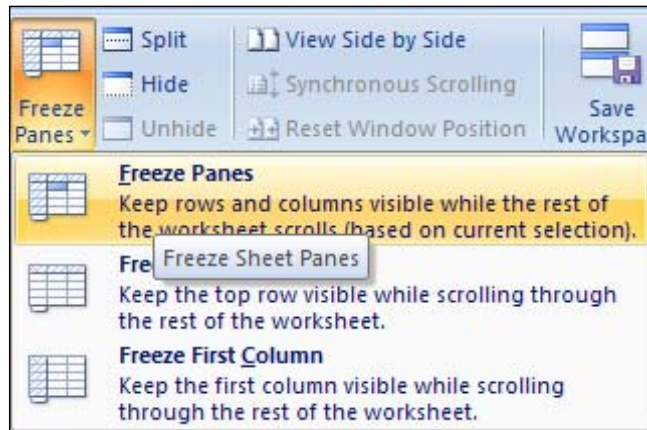 Split
View Side by Side
Hide
Synchronous Scrolling
Freeze
Panes
Unhide
Reset Window Position
Save
Workspa
Freeze Panes
Keep rows and columns visible while the rest of
the worksheet scrolls (based on current selection).
Freeze Sheet Panes
Fre
Keep the top row visible while scrolling through
the rest of the worksheet.
Freeze First Column
Keep the first column visible while scrolling
through the rest of the worksheet.